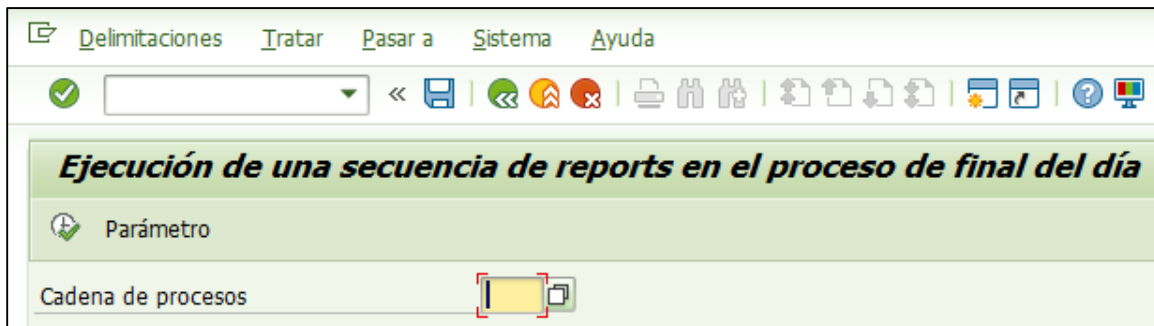 Delimitaciones Tratar Pasar a Sistema Ayuda
Ejecución de una secuencia de reports en el proceso de final del día
Parámetro
Cadena de procesos